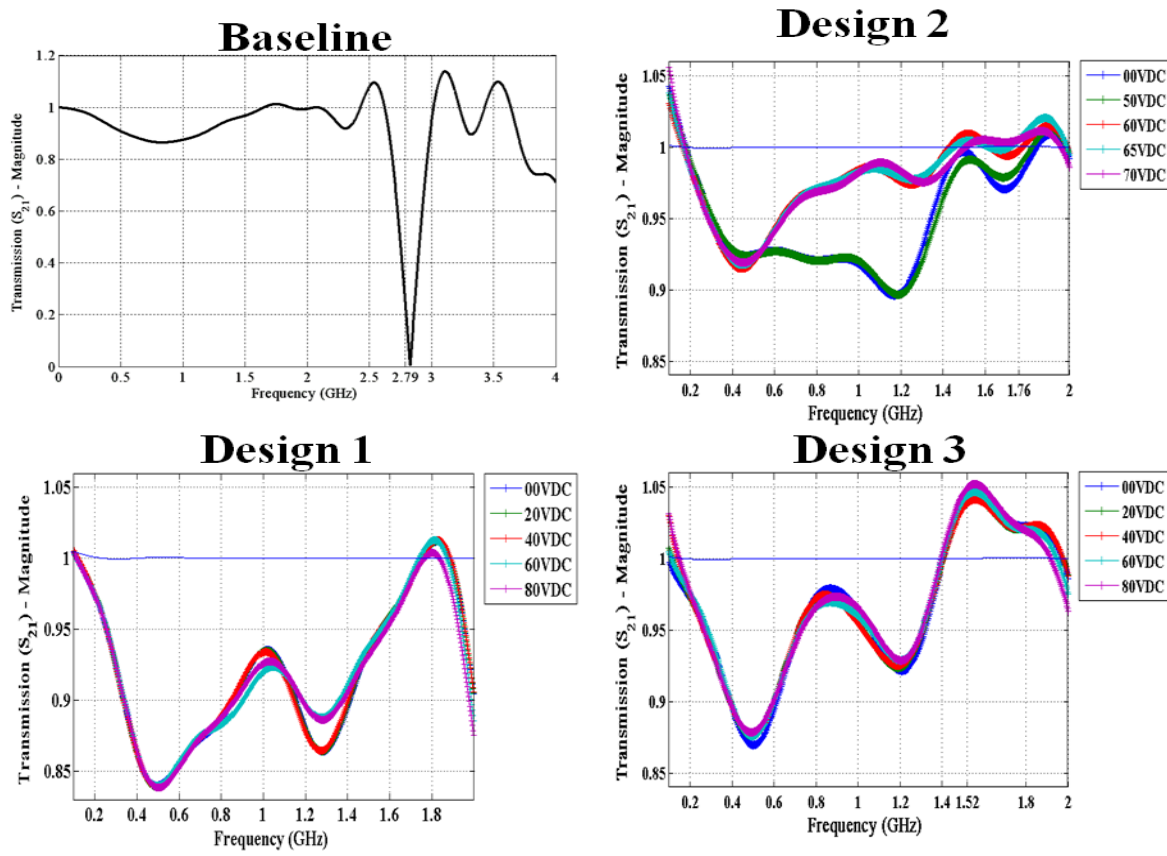 Baseline
1.2
1
0.8
0.6
0.4
0.2
0
Transmission (S21) - Magnitude
0 0.5 1 1.5 2 2.5 2.79 3 3.5 4
Frequency (GHz)
Design 2
1.05
1
0.95
0.9
0.85
Transmission (S21) - Magnitude
0.2 0.4 0.6 0.8 1 1.2 1.4 1.6 1.76 2
Frequency (GHz)
00VDC
50VDC
60VDC
65VDC
70VDC
Design 1
1.05
1
0.95
0.9
0.85
Transmission (S21) - Magnitude
0.2 0.4 0.6 0.8 1 1.2 1.4 1.6 1.8
Frequency (GHz)
00VDC
20VDC
40VDC
60VDC
80VDC
Design 3
1.05
1
0.95
0.9
0.85
Transmission (S21) - Magnitude
0.2 0.4 0.6 0.8 1 1.2 1.4 1.52 1.8 2
Frequency (GHz)
00VDC
20VDC
40VDC
60VDC
80VDC